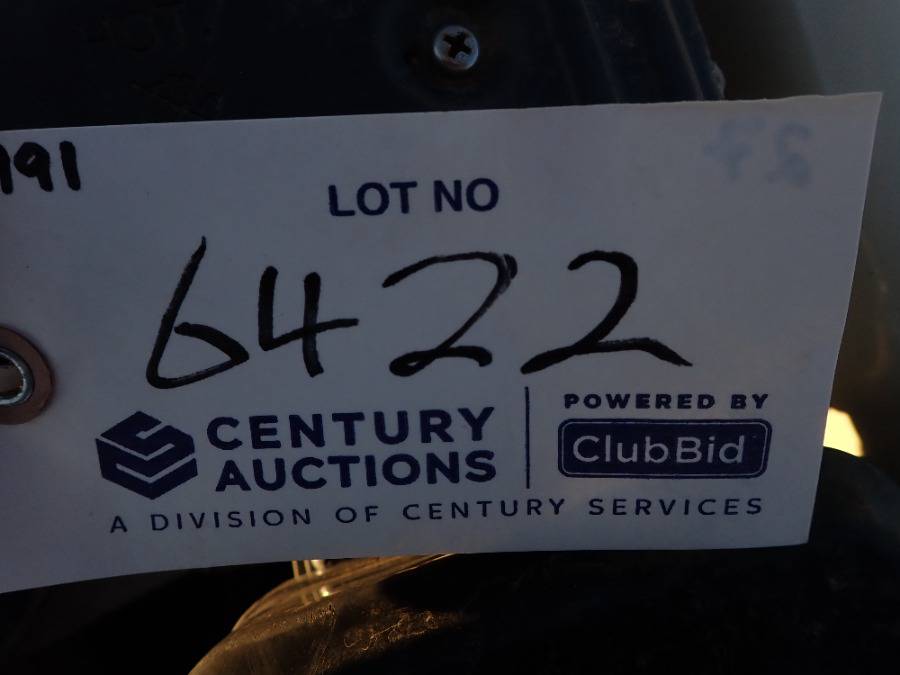 191
LOT NO
6422
CENTURY
AUCTIONS
POWERED BY
ClubBid
A DIVISION OF CENTURY SERVICES